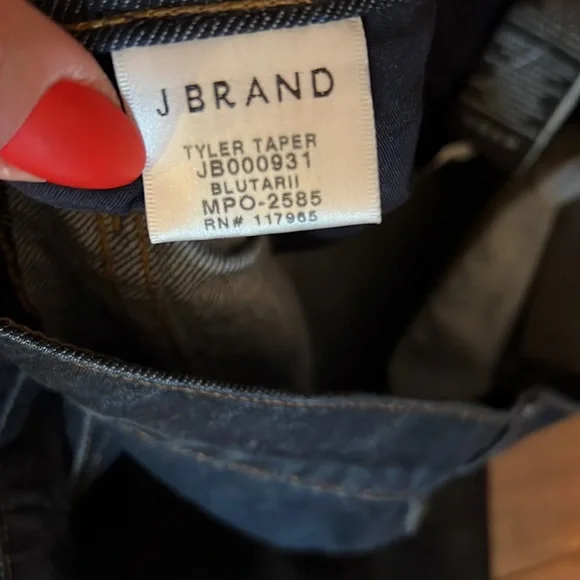 J BRAND
TYLER TAPER
JB000931
BLUTARII
MPO-2585
RN# 117965